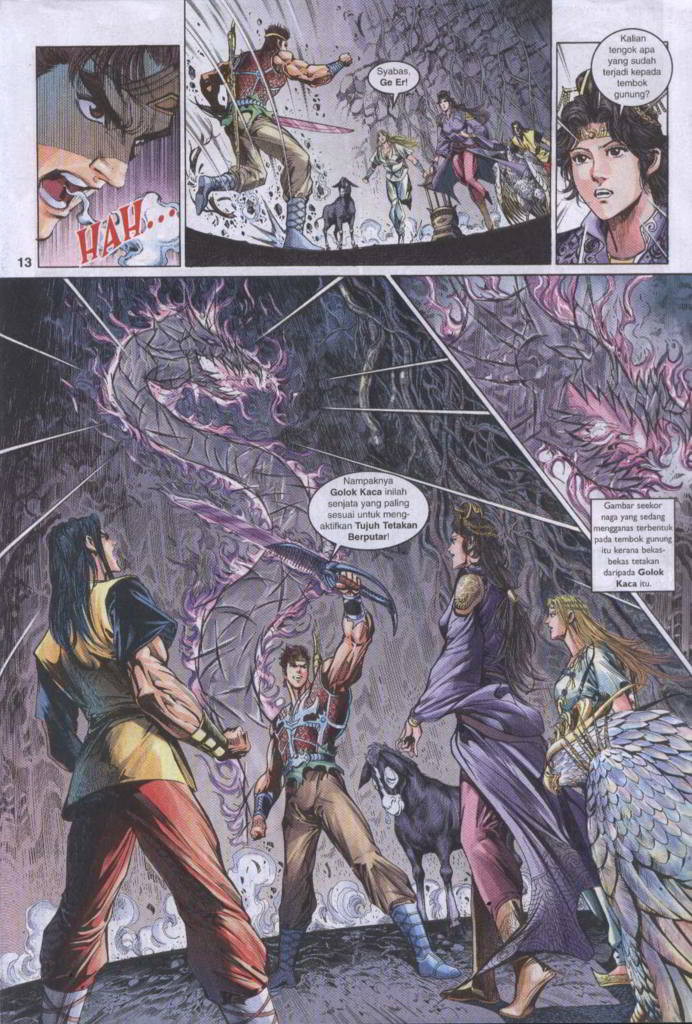 HAH...
Syabas,
Ge Er!
Kalian
tengok apa
yang sudah
terjadi kepada
tembok
gunung?
13
Nampaknya
Golok Kaca inilah
senjata yang paling
sesuai untuk meng-
aktifkan Tujuh Tetakan
Berputar!
Gambar seekor
naga yang sedang
mengganas terbentuk
pada tembok gunung
itu kerana bekas-
bekas tetakan
daripada Golok
Kaca itu.